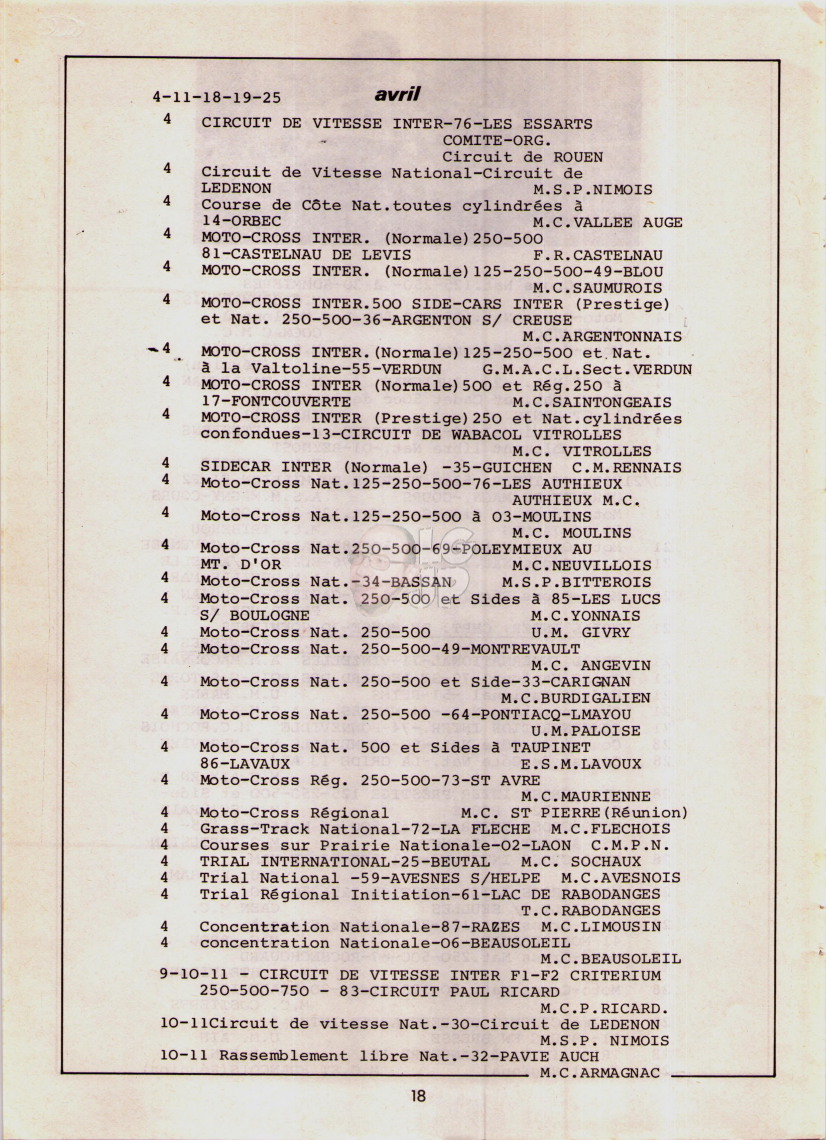 4-11-18-19-25 avril
4 CIRCUIT DE VITESSE INTER-76-LES ESSARTS
COMITE-ORG.
Circuit de ROUEN
4 Circuit de Vitesse National-Circuit de
LEDENON M.S.P.NIMOIS
4 Course de Côte Nat.toutes cylindrées à
14-ORBEC M.C.VALLEE AUGE
4 MOTO-CROSS INTER. (Normale)250-500
81-CASTELNAU DE LEVIS F.R.CASTELNAU
4 MOTO-CROSS INTER. (Normale)125-250-500-49-BLOU
M.C.SAUMUROIS
4 MOTO-CROSS INTER.500 SIDE-CARS INTER (Prestige)
et Nat. 250-500-36-ARGENTON S/ CREUSE
M.C.ARGENTONNAIS
4 MOTO-CROSS INTER.(Normale)125-250-500 et.Nat.
à la Valtoline-55-VERDUN G.M.A.C.L.Sect.VERDUN
4 MOTO-CROSS INTER (Normale)500 et Rég.250 à
17-FONTCOUVERTE M.C.SAINTONGEAIS
4 MOTO-CROSS INTER (Prestige)250 et Nat.cylindrées
confondues-13-CIRCUIT DE WABACOL VITROLLES
M.C. VITROLLES
4 SIDECAR INTER (Normale) -35-GUICHEN C.M.RENNAIS
4 Moto-Cross Nat.125-250-500-76-LES AUTHIEUX
AUTHIEUX M.C.
4 Moto-Cross Nat.125-250-500 à 03-MOULINS
M.C. MOULINS
4 Moto-Cross Nat.250-500-69-POLEYMIEUX AU
MT. D'OR M.C.NEUVILLOIS
4 Moto-Cross Nat.-34-BASSAN M.S.P.BITTEROIS
4 Moto-Cross Nat. 250-500 et Sides à 85-LES LUCS
S/ BOULOGNE M.C.YONNAIS
4 Moto-Cross Nat. 250-500 U.M. GIVRY
4 Moto-Cross Nat. 250-500-49-MONTREVAULT
M.C. ANGEVIN
4 Moto-Cross Nat. 250-500 et Side-33-CARIGNAN
M.C.BURDIGALIEN
4 Moto-Cross Nat. 250-500 -64-PONTIACQ-LMAYOU
U.M.PALOISE
4 Moto-Cross Nat. 500 et Sides à TAUPINET
86-LAVAUX E.S.M.LAVOUX
4 Moto-Cross Rég. 250-500-73-ST AVRE
M.C.MAURIENNE
4 Moto-Cross Régional M.C. ST PIERRE(Réunion)
4 Grass-Track National-72-LA FLECHE M.C.FLECHOIS
4 Courses sur Prairie Nationale-02-LAON C.M.P.N.
4 TRIAL INTERNATIONAL-25-BEUTAL M.C. SOCHAUX
4 Trial National -59-AVESNES S/HELPE M.C.AVESNOIS
4 Trial Régional Initiation-61-LAC DE RABODANGES
T.C.RABODANGES
4 Concentration Nationale-87-RAZES M.C.LIMOUSIN
4 concentration Nationale-06-BEAUSOLEIL
M.C.BEAUSOLEIL
9-10-11 - CIRCUIT DE VITESSE INTER F1-F2 CRITERIUM
250-500-750 - 83-CIRCUIT PAUL RICARD
M.C.P.RICARD.
10-11Circuit de vitesse Nat.-30-Circuit de LEDENON
M.S.P. NIMOIS
10-11 Rassemblement libre Nat.-32-PAVIE AUCH
M.C.ARMAGNAC
18